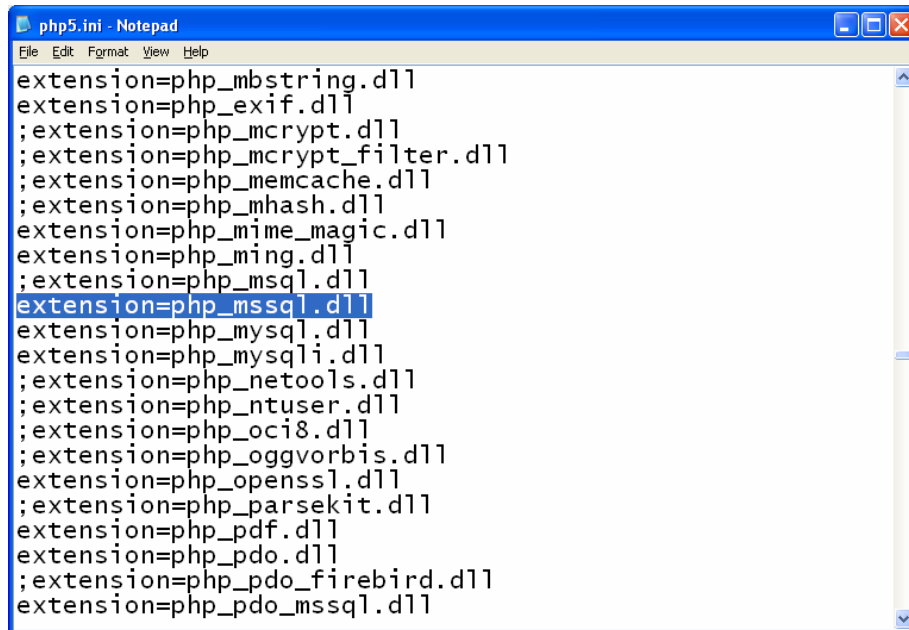 php5.ini - Notepad
File Edit Format View Help
extension=php_mbstring.dll
extension=php_exif.dll
;extension=php_mcrypt.dll
;extension=php_mcrypt_filter.dll
;extension=php_memcache.dll
;extension=php_mhash.dll
extension=php_mime_magic.dll
extension=php_ming.dll
;extension=php_msql.dll
extension=php_mssql.dll
extension=php_mysql.dll
extension=php_mysqli.dll
;extension=php_netools.dll
;extension=php_ntuser.dll
;extension=php_oci8.dll
;extension=php_oggvorbis.dll
extension=php_openssl.dll
;extension=php_parsekit.dll
extension=php_pdf.dll
extension=php_pdo.dll
;extension=php_pdo_firebird.dll
extension=php_pdo_mssql.dll